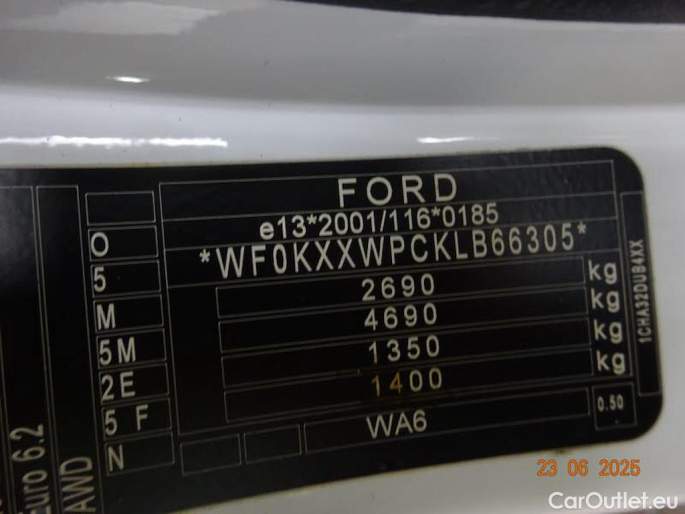 FORD
e13*2001/116*0185
*WF0KXXWPCKLB66305*
2690 kg
4690 kg
1350 kg
1400 kg
WA6
0.50
O
5
M
5M
2E
5 F
N
6.2
AWD
1CHA32DUB4XX
23 06 2025
CarOutlet.eu